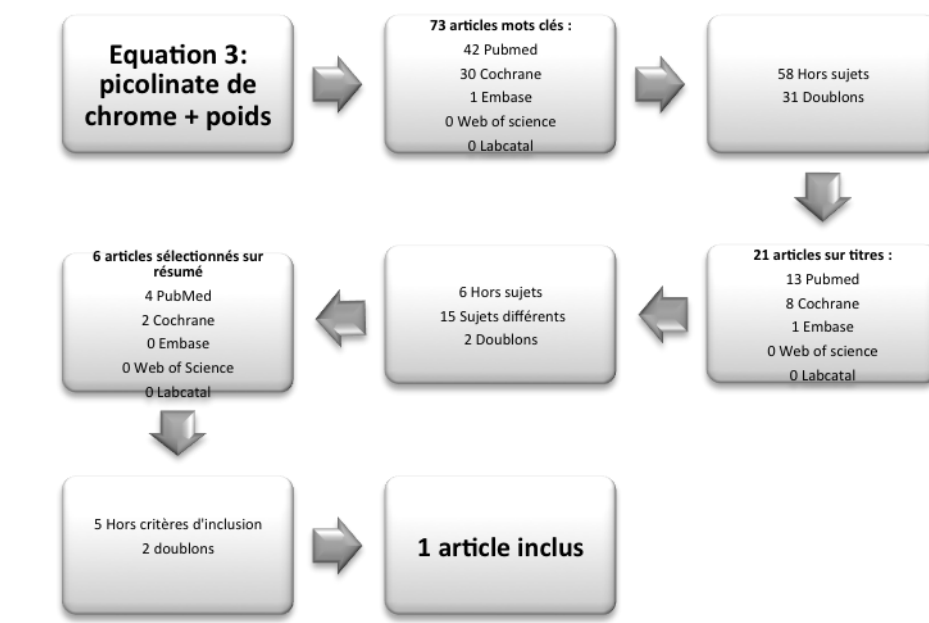 Equation 3:
picolinate de
chrome + poids
73 articles mots clés :
42 Pubmed
30 Cochrane
1 Embase
0 Web of science
0 Labcatal
58 Hors sujets
31 Doublons
21 articles sur titres :
13 Pubmed
8 Cochrane
1 Embase
0 Web of science
0 Labcatal
6 Hors sujets
15 Sujets différents
2 Doublons
6 articles sélectionnés sur
résumé
4 PubMed
2 Cochrane
0 Embase
0 Web of Science
0 Labcatal
5 Hors critères d'inclusion
2 doublons
1 article inclus